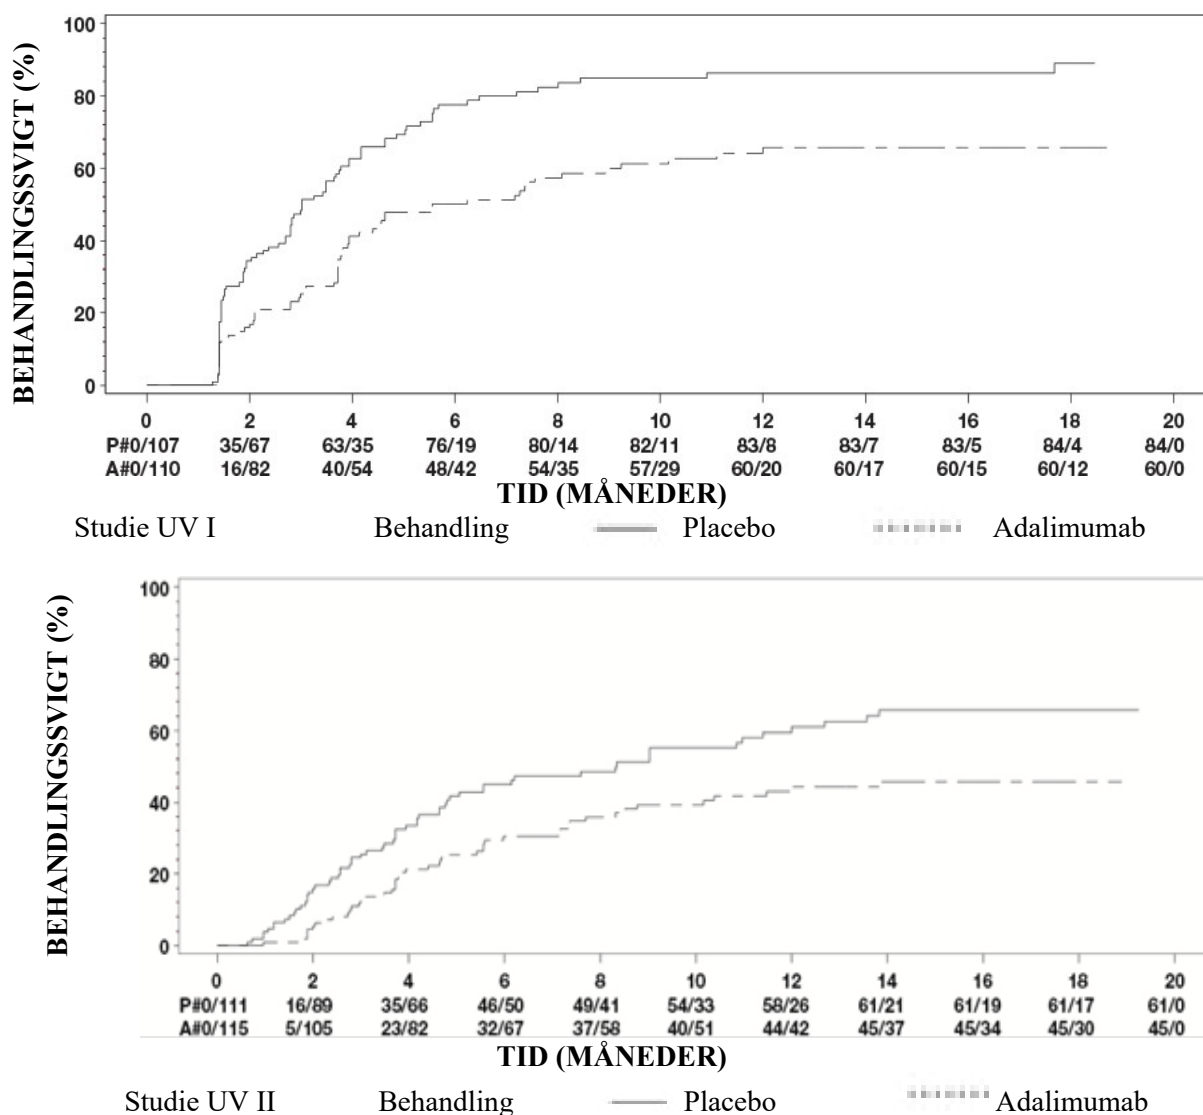 BEHANDLINGSSVIGT (%)
100
80
60
40
20
0
0 2 4 6 8 10 12 14 16 18 20
P#0/107 35/67 63/35 76/19 80/14 82/11 83/8 83/7 83/5 84/4 84/0
A#0/110 16/82 40/54 48/42 54/35 57/29 60/20 60/17 60/15 60/12 60/0
TID (MÅNEDER)
Studie UV I Behandling Placebo Adalimumab
BEHANDLINGSSVIGT (%)
100
80
60
40
20
0
0 2 4 6 8 10 12 14 16 18 20
P#0/111 16/89 35/66 46/50 49/41 54/33 58/26 61/21 61/19 61/17 61/0
A#0/115 5/105 23/82 32/67 37/58 40/51 44/42 45/37 45/34 45/30 45/0
TID (MÅNEDER)
Studie UV II Behandling Placebo Adalimumab